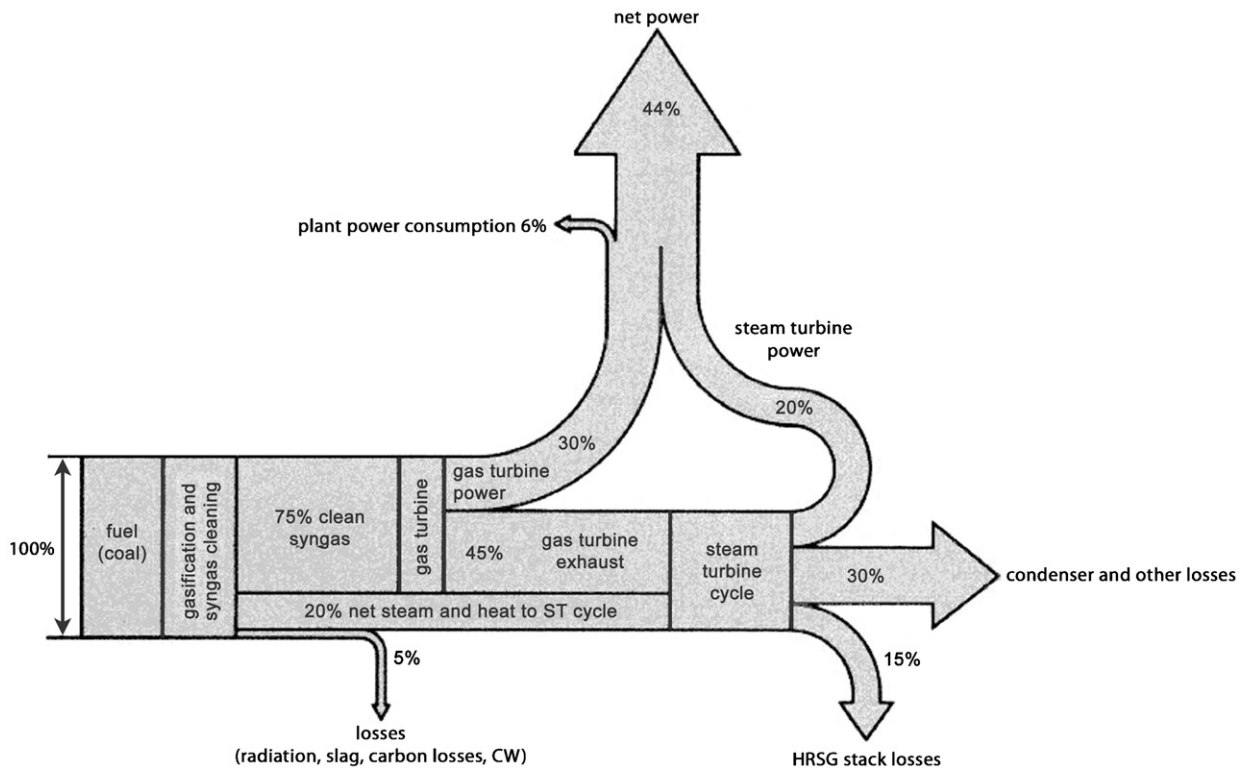 net power
44%
plant power consumption 6%
steam turbine
power
20%
30%
gas turbine
power
100%
fuel
(coal)
gasification and
syngas cleaning
75% clean
syngas
gas turbine
45%
gas turbine
exhaust
steam
turbine
cycle
30%
condenser and other losses
20% net steam and heat to ST cycle
5%
15%
losses
(radiation, slag, carbon losses, CW)
HRSG stack losses